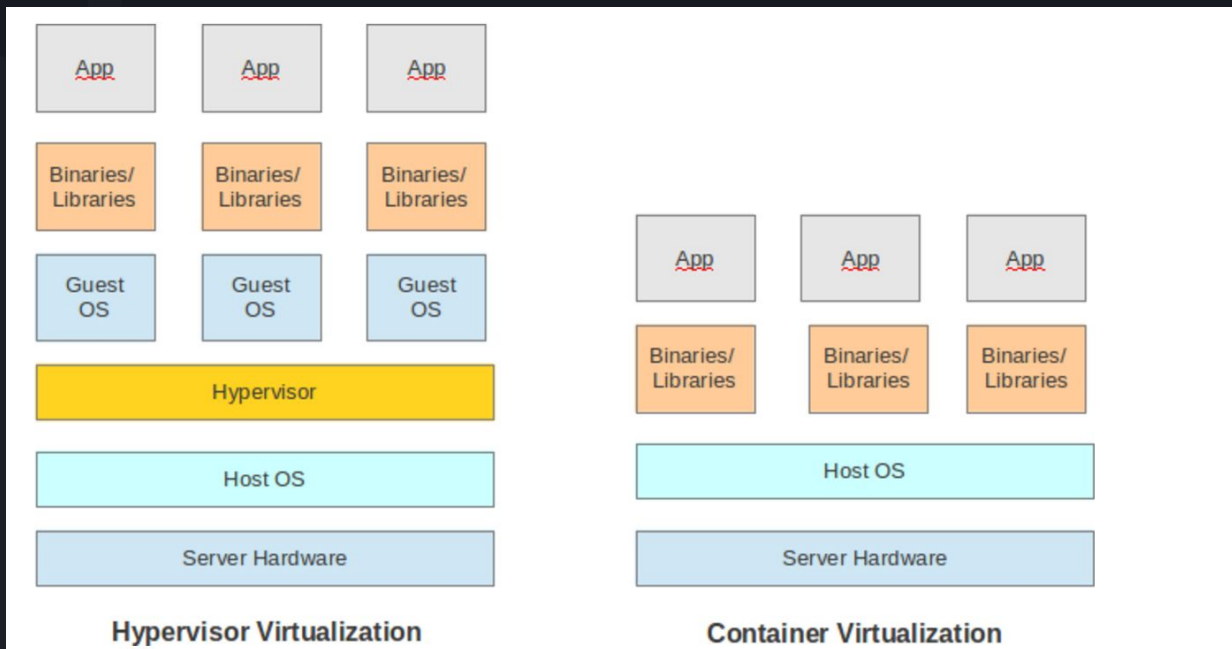 App App App
Binaries/ Binaries/ Binaries/
Libraries Libraries Libraries
Guest Guest Guest
OS OS OS
Hypervisor
Host OS
Server Hardware
Hypervisor Virtualization
App App App
Binaries/ Binaries/ Binaries/
Libraries Libraries Libraries
Host OS
Server Hardware
Container Virtualization